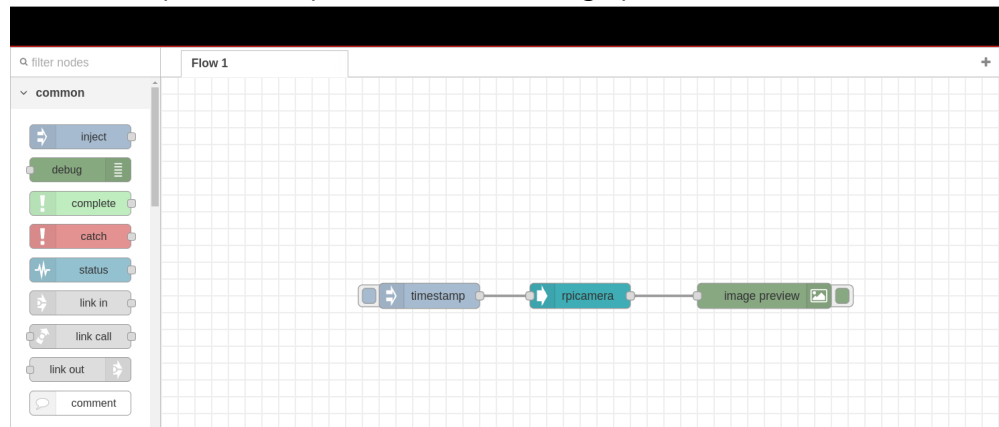 filter nodes
Flow 1
common
inject
debug
complete
catch
status
link in
link call
link out
comment
timestamp
rpicamera
image preview